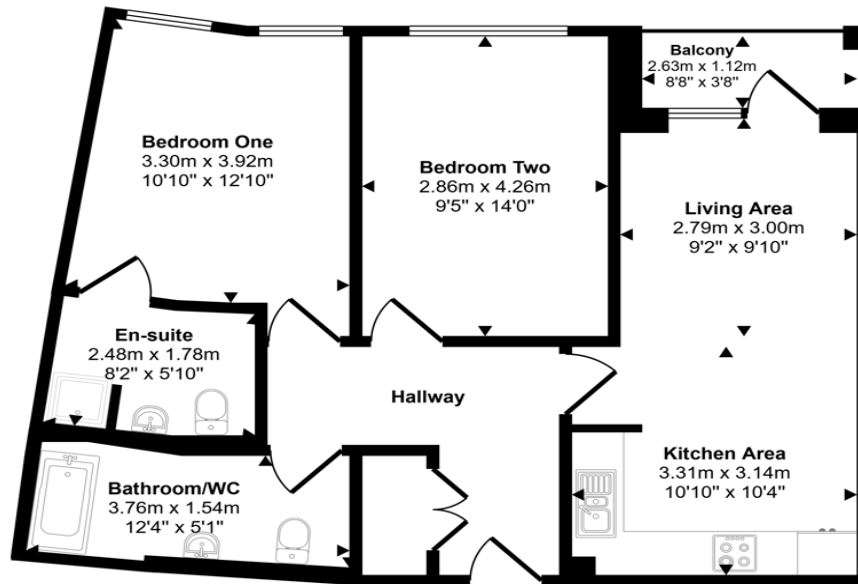 Balcony
2.63m x 1.12m
8'8" x 3'8"
Bedroom One
3.30m x 3.92m
10'10" x 12'10"
Bedroom Two
2.86m x 4.26m
9'5" x 14'0"
Living Area
2.79m x 3.00m
9'2" x 9'10"
En-suite
2.48m x 1.78m
8'2" x 5'10"
Hallway
Kitchen Area
3.31m x 3.14m
10'10" x 10'4"
Bathroom/WC
3.76m x 1.54m
12'4" x 5'1"